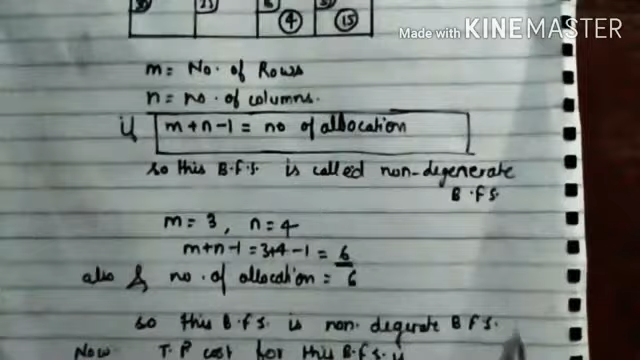 ④ ⑮
Made with KINEMASTER
m = No. of Rows
n = no. of columns.
if m+n-1 = no of allocation
so this B.F.S. is called non-degenerate
B.F.S.
m = 3, n = 4
m+n-1 = 3+4-1 = 6
also & no. of allocation = 6
so this B.F.S. is non. degerate B F S.
Now T.P cost for this B.F.S is